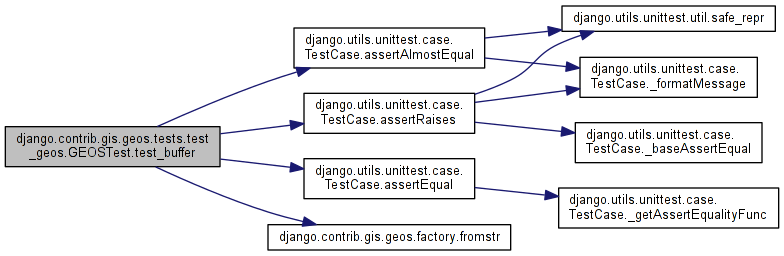 django.contrib.gis.geos.tests.test
_geos.GEOSTest.test_buffer
django.utils.unittest.case.
TestCase.assertAlmostEqual
django.utils.unittest.case.
TestCase.assertRaises
django.utils.unittest.case.
TestCase.assertEqual
django.contrib.gis.geos.factory.fromstr
django.utils.unittest.util.safe_repr
django.utils.unittest.case.
TestCase._formatMessage
django.utils.unittest.case.
TestCase._baseAssertEqual
django.utils.unittest.case.
TestCase._getAssertEqualityFunc